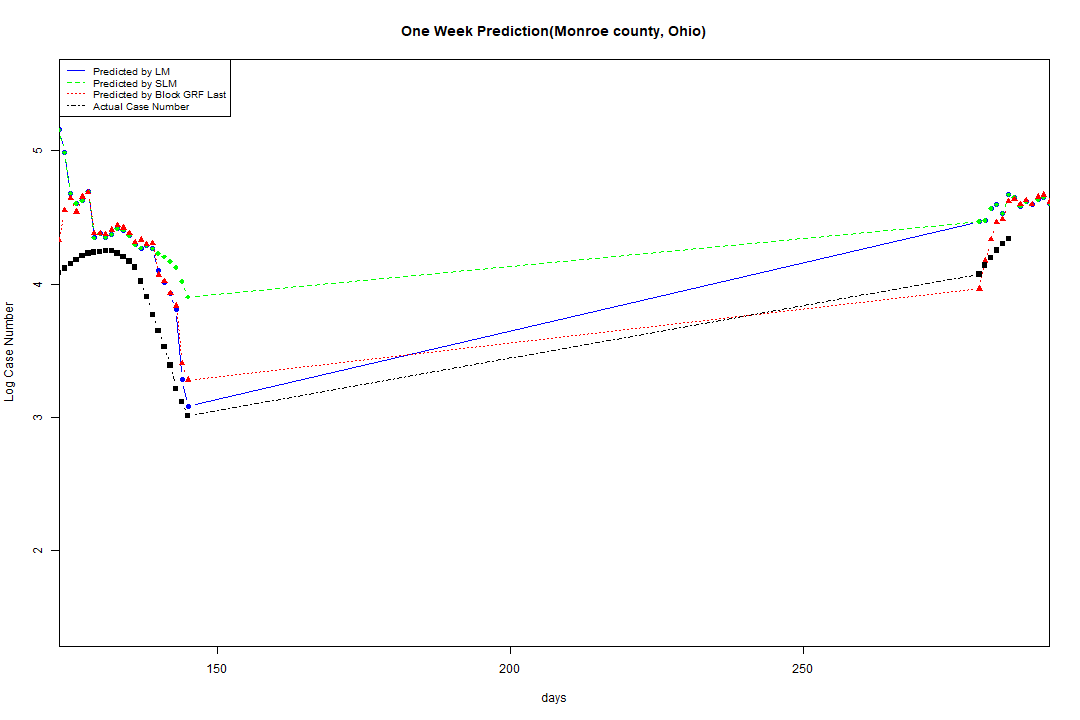 One Week Prediction(Monroe county, Ohio)
Predicted by LM
Predicted by SLM
Predicted by Block GRF Last
Actual Case Number
5
4
3
2
Log Case Number
150
200
250
days